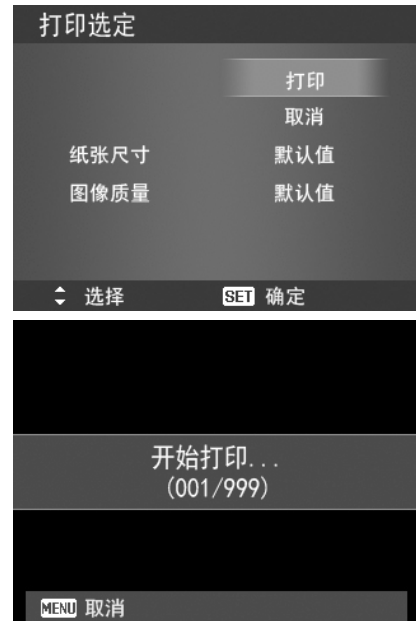 打印选定
打印
取消
纸张尺寸 默认值
图像质量 默认值
选择 SET 确定
开始打印...
(001/999)
MENU 取消